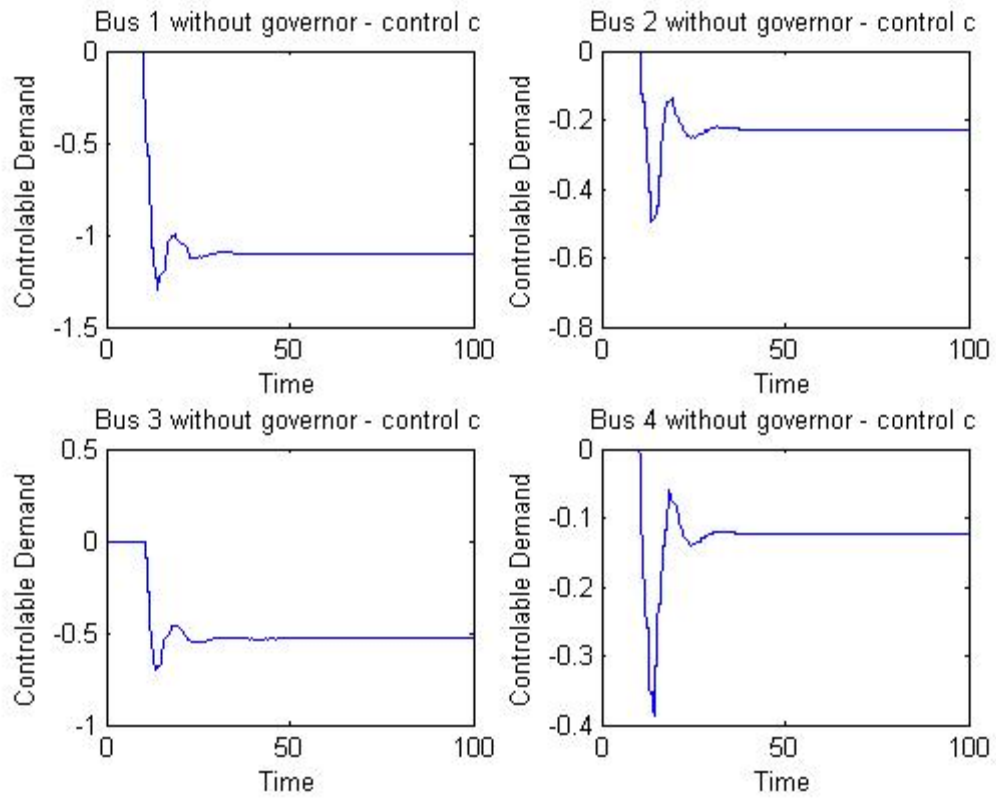 Bus 1 without governor - control c
0
-0.5
-1
-1.5
Controlable Demand
0 50 100
Time
Bus 2 without governor - control c
0
-0.2
-0.4
-0.6
-0.8
Controlable Demand
0 50 100
Time
Bus 3 without governor - control c
0.5
0
-0.5
-1
Controlable Demand
0 50 100
Time
Bus 4 without governor - control c
0
-0.1
-0.2
-0.3
-0.4
Controlable Demand
0 50 100
Time